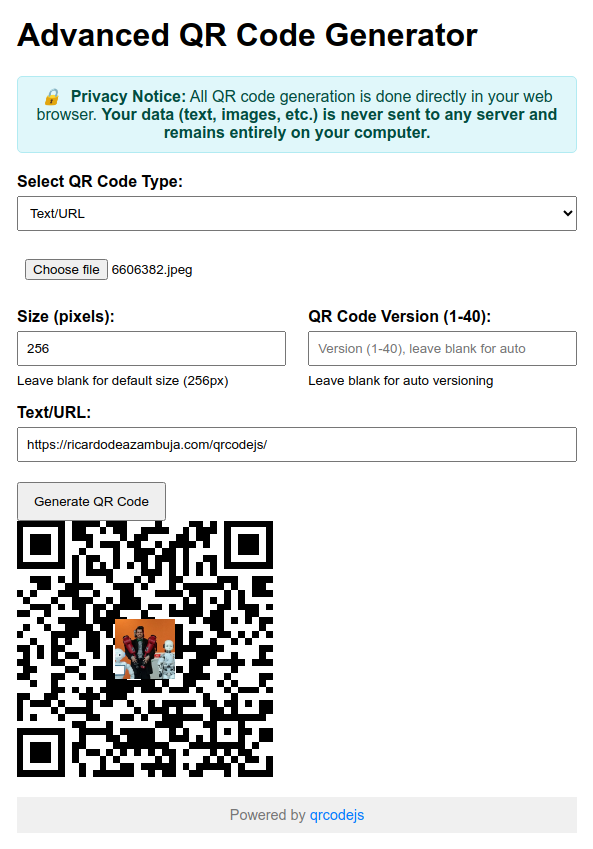 Advanced QR Code Generator
🔒 Privacy Notice: All QR code generation is done directly in your web
browser. Your data (text, images, etc.) is never sent to any server and
remains entirely on your computer.
Select QR Code Type:
Text/URL
Choose file 6606382.jpeg
Size (pixels):
QR Code Version (1-40):
256
Version (1-40), leave blank for auto
Leave blank for default size (256px)
Leave blank for auto versioning
Text/URL:
https://ricardodeazambuja.com/qrcodejs/
Generate QR Code
Powered by qrcodejs